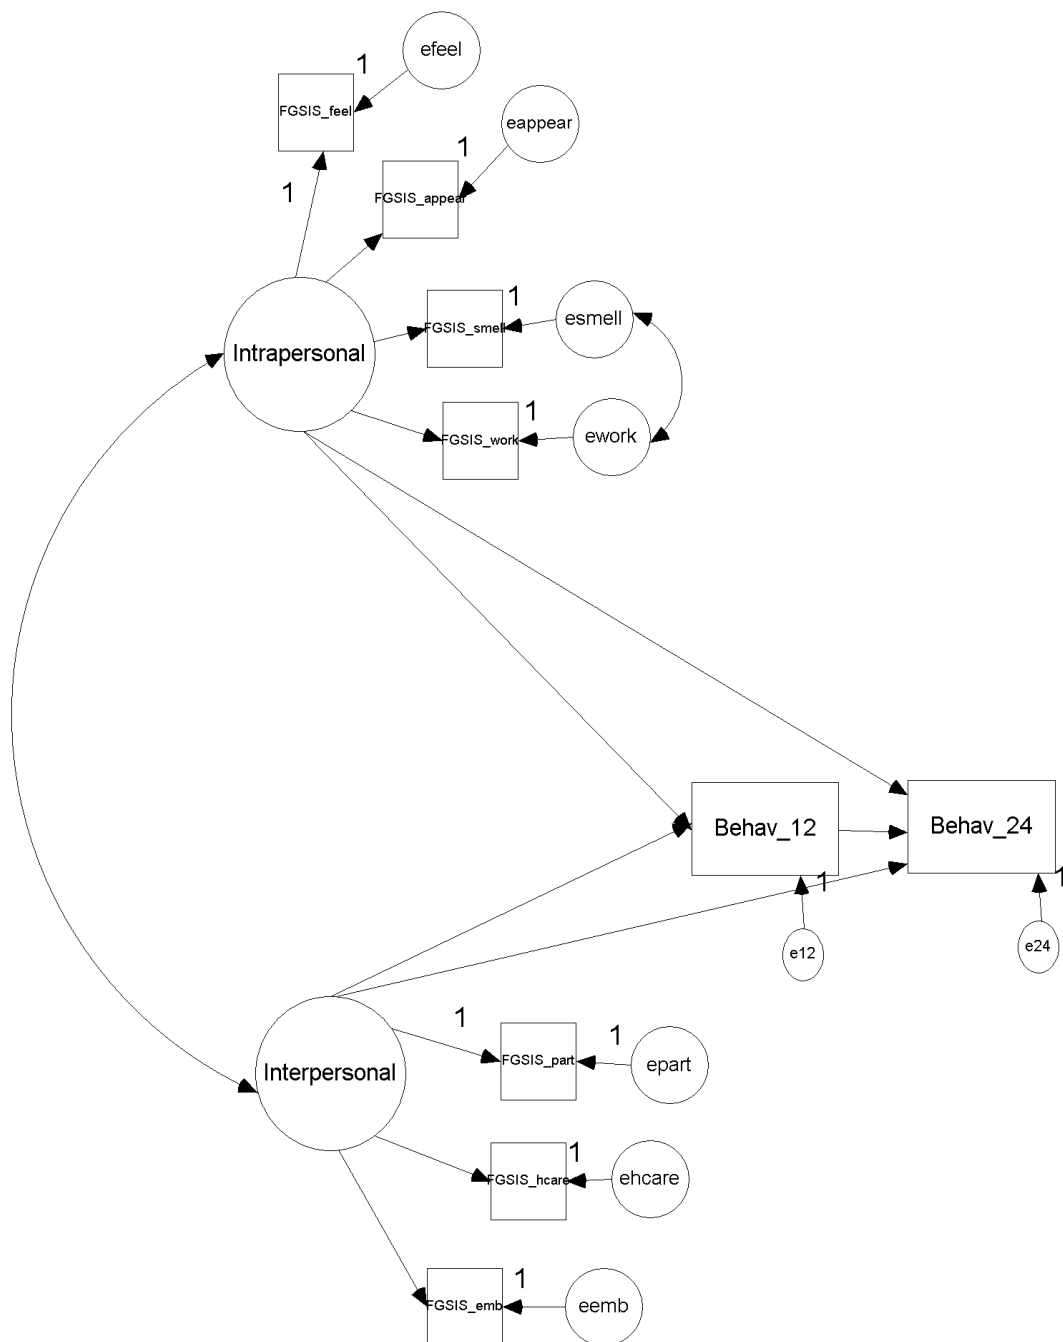 efeel
1
FGSIS_feel
eappear
1
1
FGSIS_appear
1
esmell
FGSIS_smell
Intrapersonal
1
ework
FGSIS_work
Behav_12
Behav_24
1
1
e12
e24
1
1
FGSIS_part
epart
Interpersonal
1
FGSIS_hcare
ehcare
1
FGSIS_emb
eemb